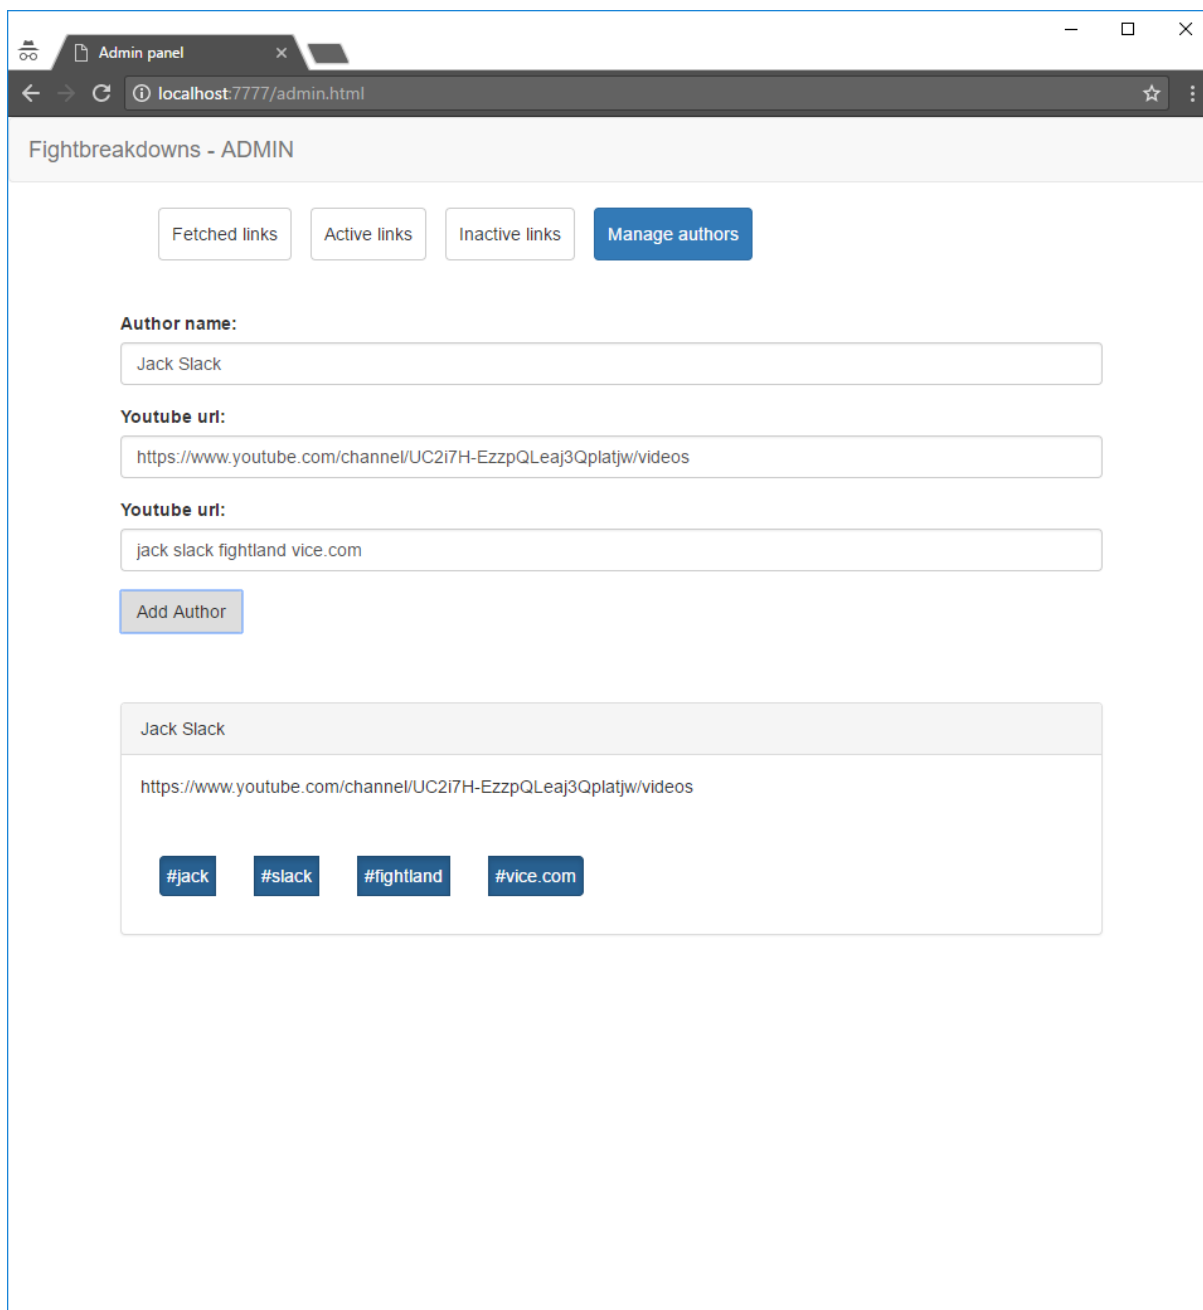 Admin panel
localhost:7777/admin.html
Fightbreakdowns - ADMIN
Fetched links Active links Inactive links Manage authors
Author name:
Jack Slack
Youtube url:
https://www.youtube.com/channel/UC2i7H-EzzpQLeaj3Qplatjw/videos
Youtube url:
jack slack fightland vice.com
Add Author
Jack Slack
https://www.youtube.com/channel/UC2i7H-EzzpQLeaj3Qplatjw/videos
#jack #slack #fightland #vice.com